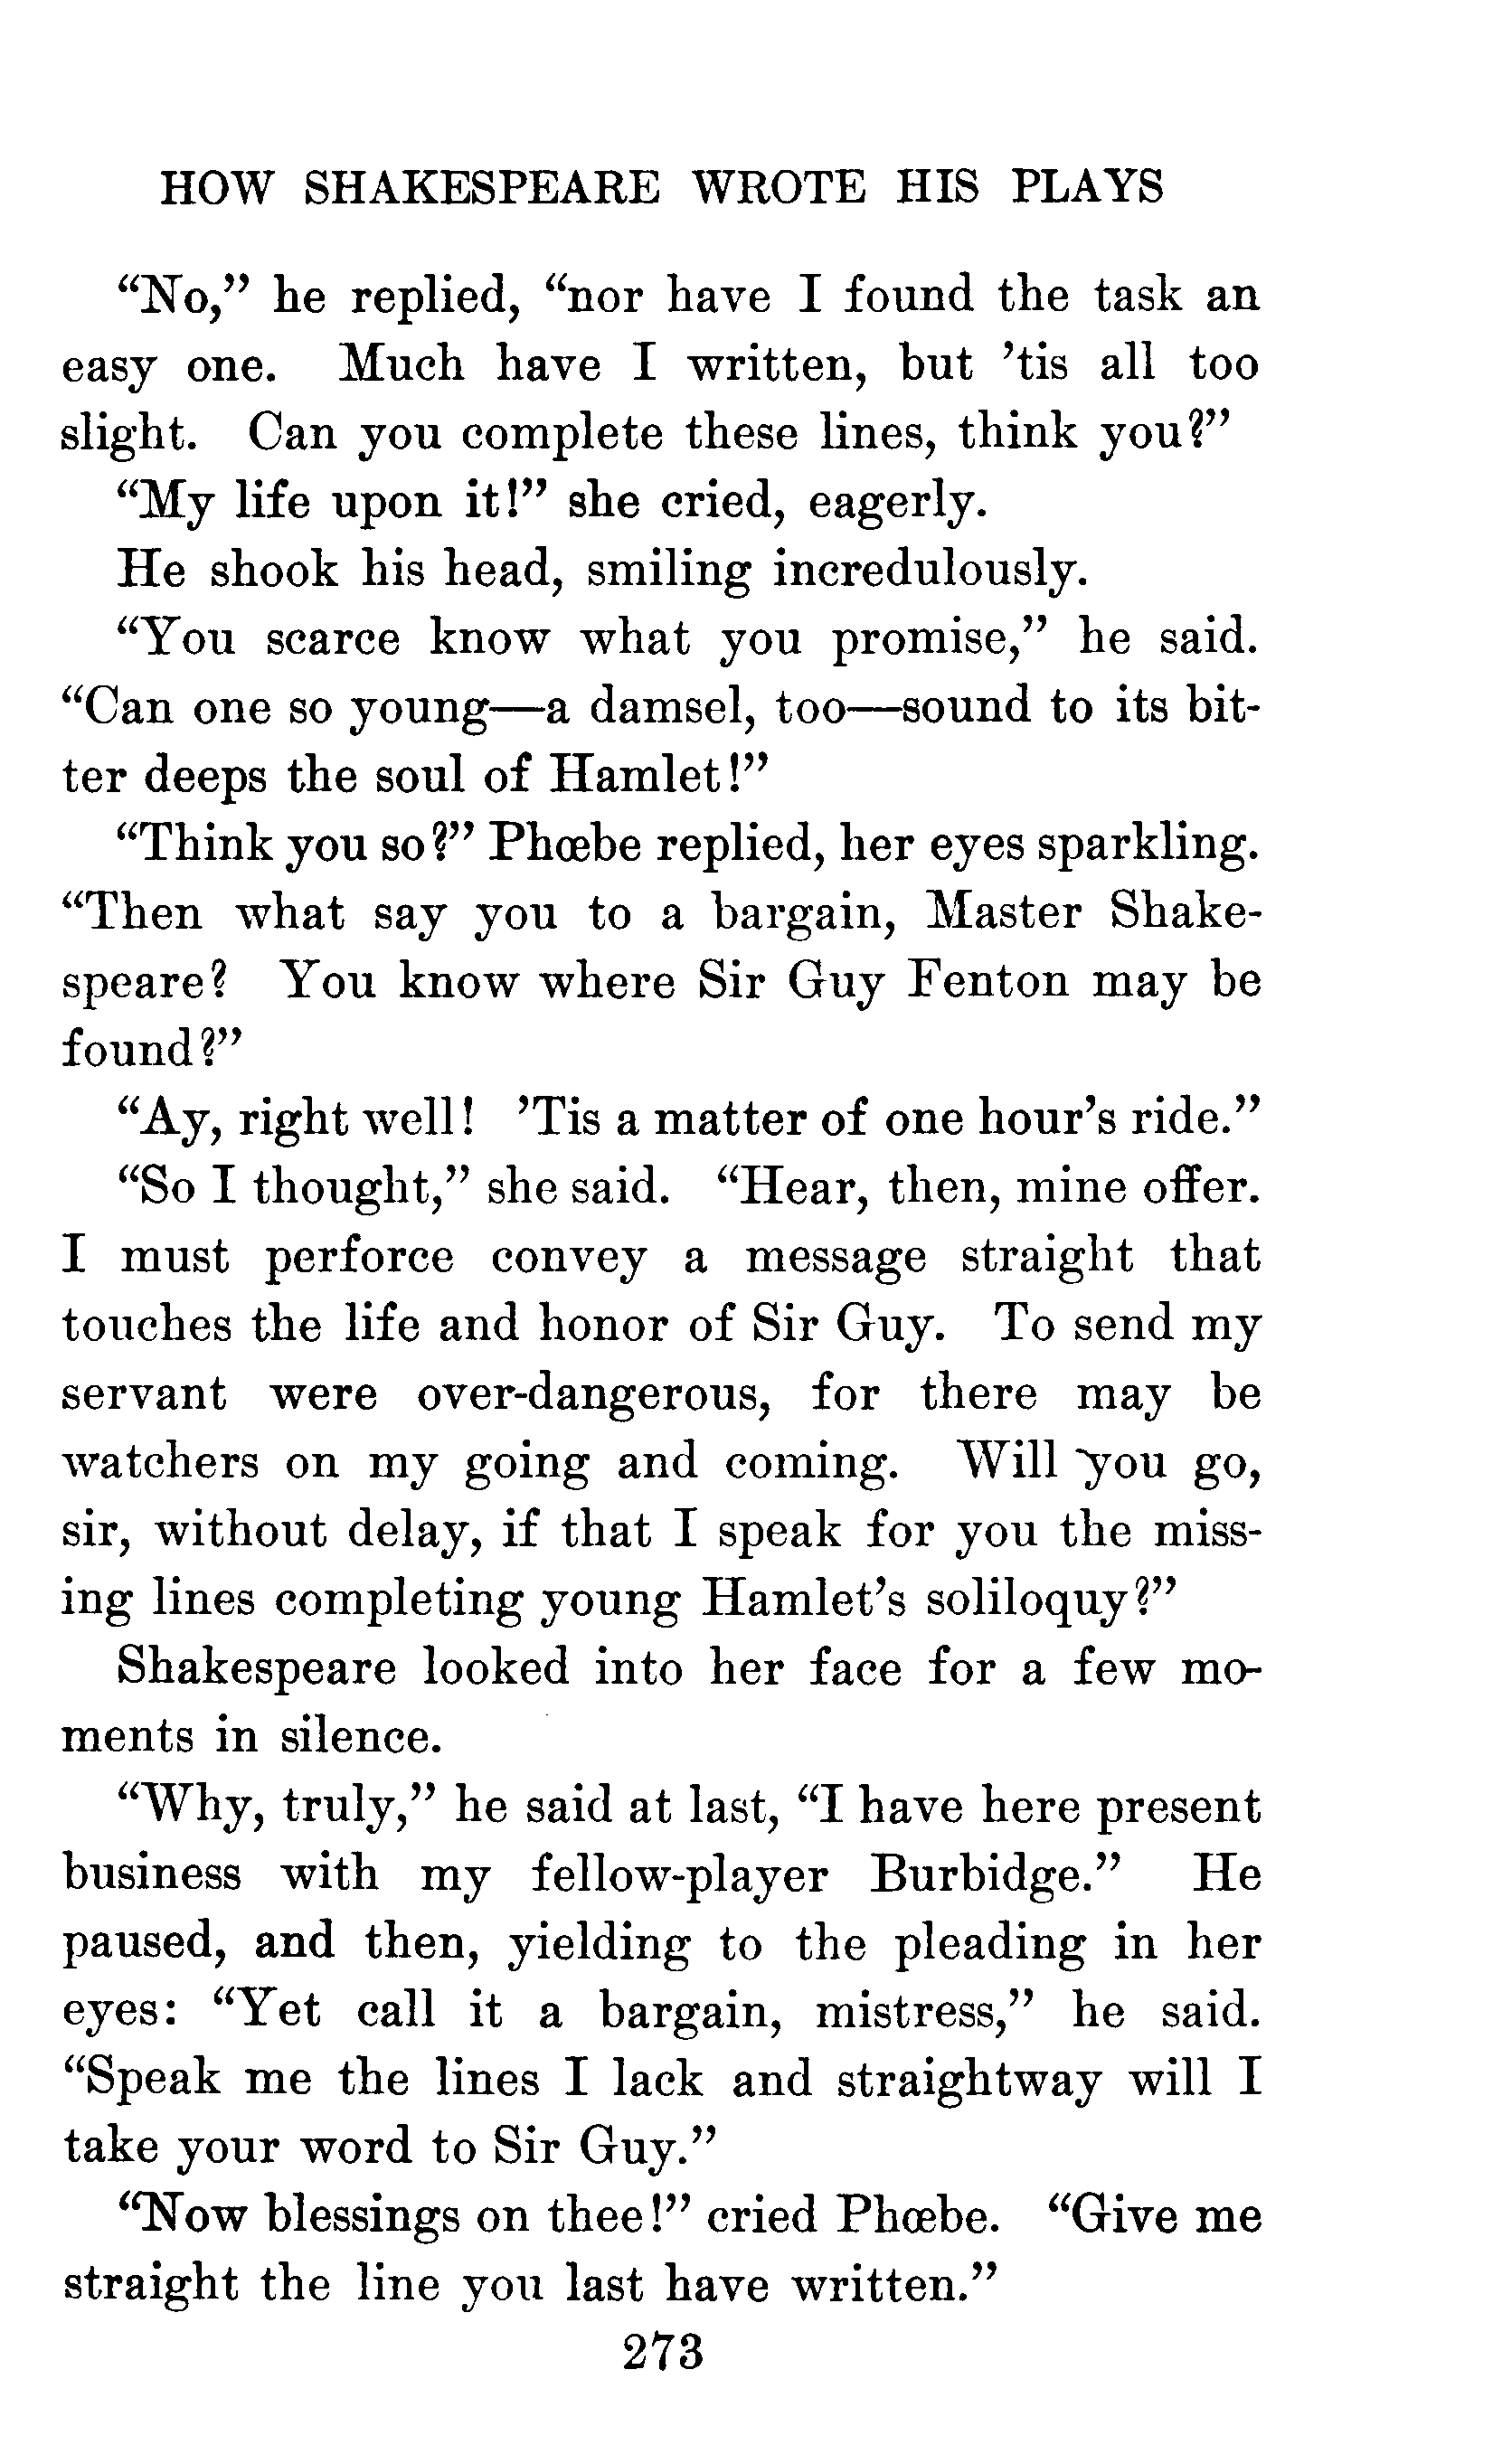 HOW SHAKESPEARE WROTE HIS PLAYS
“No,” he replied, “nor have I found the task an
easy one. Much have I written, but ’tis all too
slight. Can you complete these lines, think you?”
“My life upon it!” she cried, eagerly.
He shook his head, smiling incredulously.
“You scarce know what you promise,” he said.
“Can one so young—a damsel, too—sound to its bit-
ter deeps the soul of Hamlet!”
“Think you so?” Phœbe replied, her eyes sparkling.
“Then what say you to a bargain, Master Shake-
speare? You know where Sir Guy Fenton may be
found?”
“Ay, right well! ’Tis a matter of one hour’s ride.”
“So I thought,” she said. “Hear, then, mine offer.
I must perforce convey a message straight that
touches the life and honor of Sir Guy. To send my
servant were over-dangerous, for there may be
watchers on my going and coming. Will you go,
sir, without delay, if that I speak for you the miss-
ing lines completing young Hamlet’s soliloquy?”
Shakespeare looked into her face for a few mo-
ments in silence.
“Why, truly,” he said at last, “I have here present
business with my fellow-player Burbidge.” He
paused, and then, yielding to the pleading in her
eyes: “Yet call it a bargain, mistress,” he said.
“Speak me the lines I lack and straightway will I
take your word to Sir Guy.”
“Now blessings on thee!” cried Phœbe. “Give me
straight the line you last have written.”
273